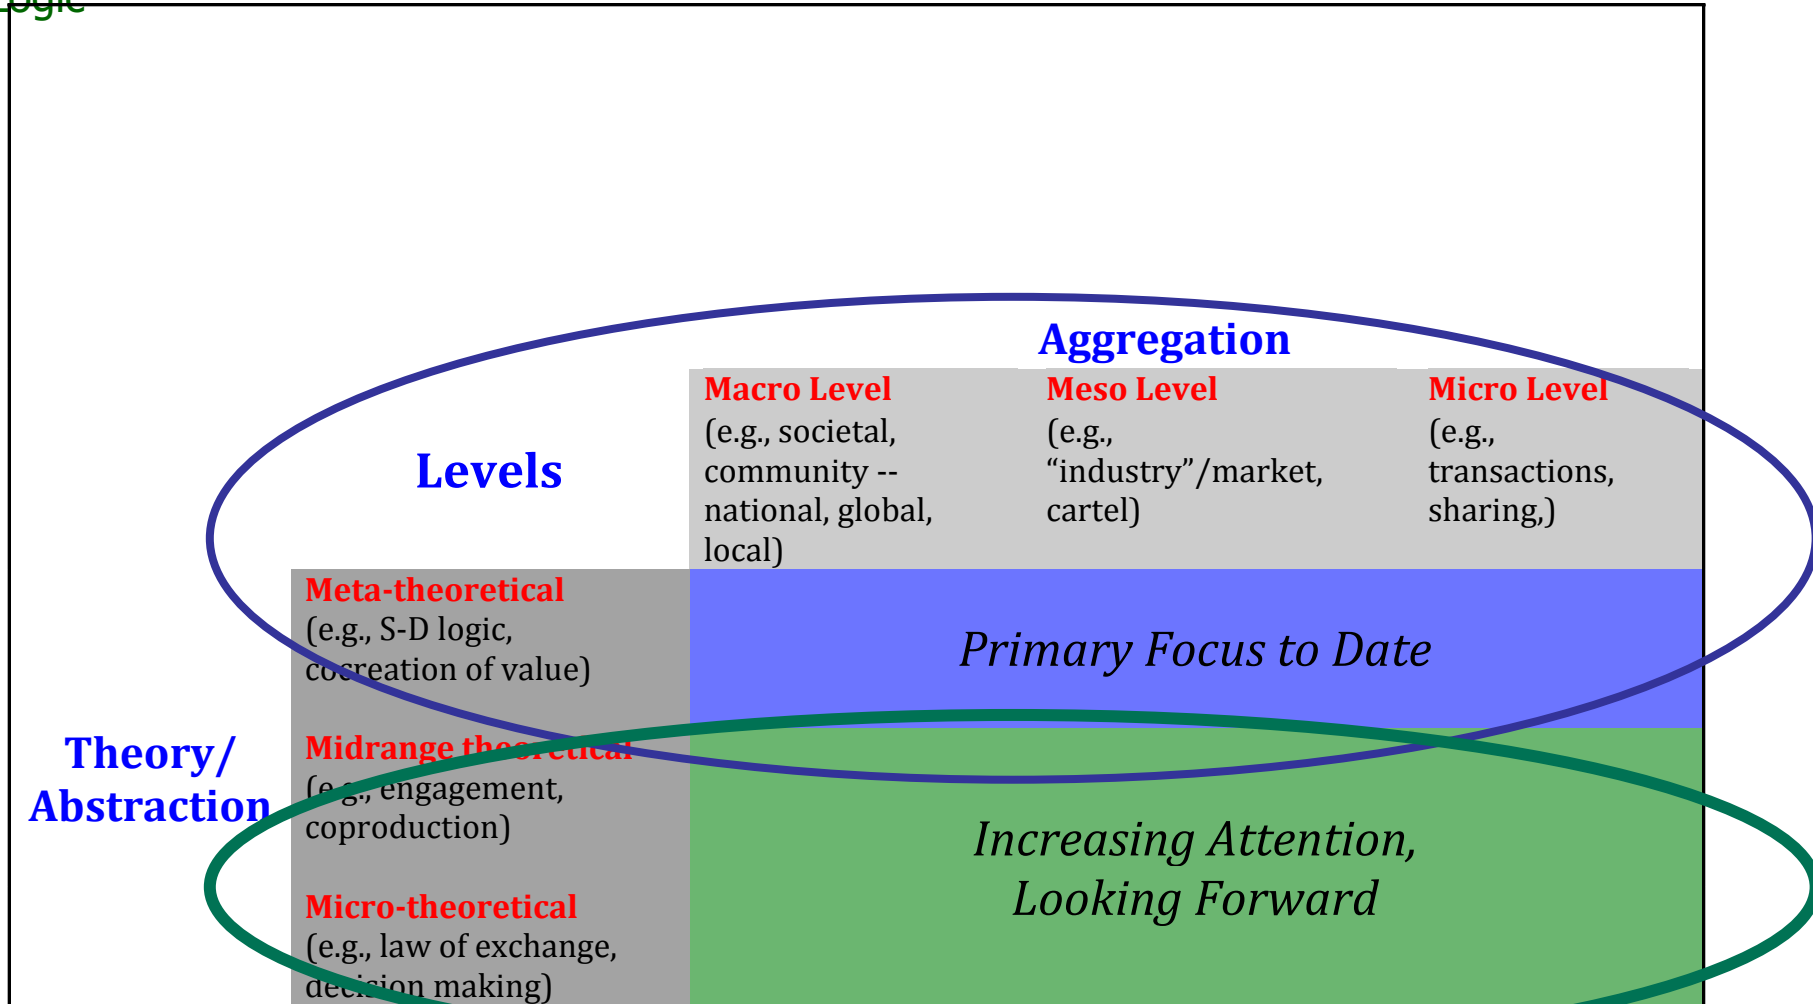 Logic
Aggregation
Levels
Macro Level
(e.g., societal,
community --
national, global,
local)
Meso Level
(e.g.,
“industry”/market,
cartel)
Micro Level
(e.g.,
transactions,
sharing,)
Theory/
Abstraction
Meta-theoretical
(e.g., S-D logic,
cocreation of value)
Midrange theoretical
(e.g., engagement,
coproduction)
Micro-theoretical
(e.g., law of exchange,
decision making)
Primary Focus to Date
Increasing Attention,
Looking Forward